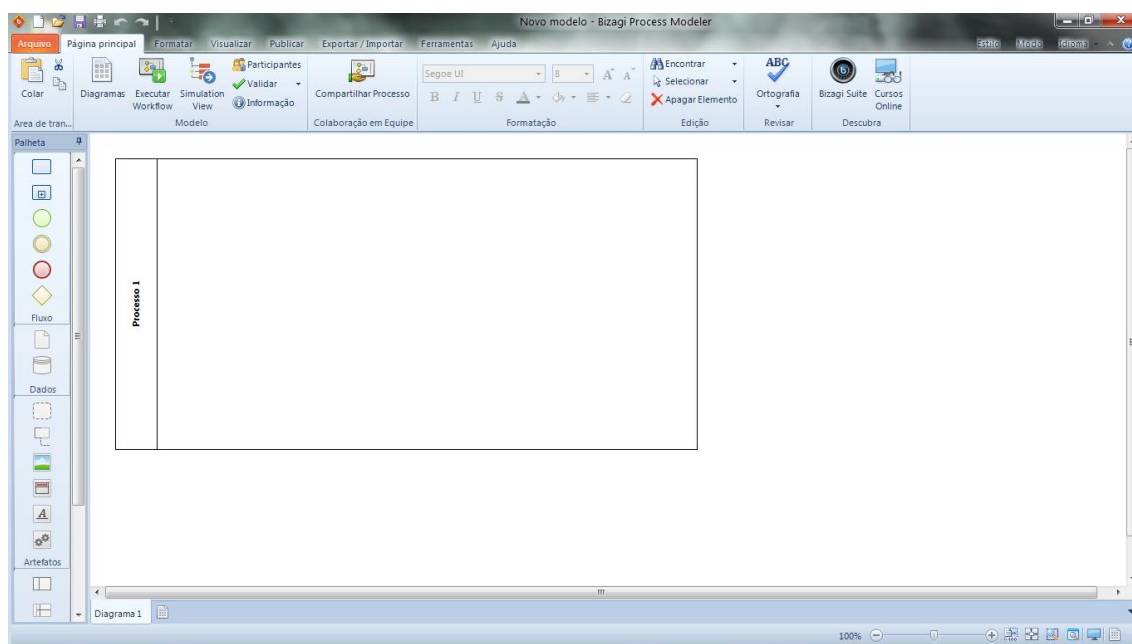 Novo modelo - Bizagi Process Modeler
Arquivo Página principal Formatar Visualizar Publicar Exportar / Importar Ferramentas Ajuda Estilo Modo Idioma
Colar
Diagramas
Executar Workflow
Simulation View
Participantes
Validar
Informação
Compartilhar Processo
Segoe UI 8
B I U S A
Encontrar
Selecionar
Apagar Elemento
ABC
Ortografia
Bizagi Suite
Cursos Online
Area de tran... Modelo Colaboração em Equipe Formatação Edição Revisar Descubra
Palheta
Fluxo
Dados
A
Artefatos
Processo 1
Diagrama 1
100%